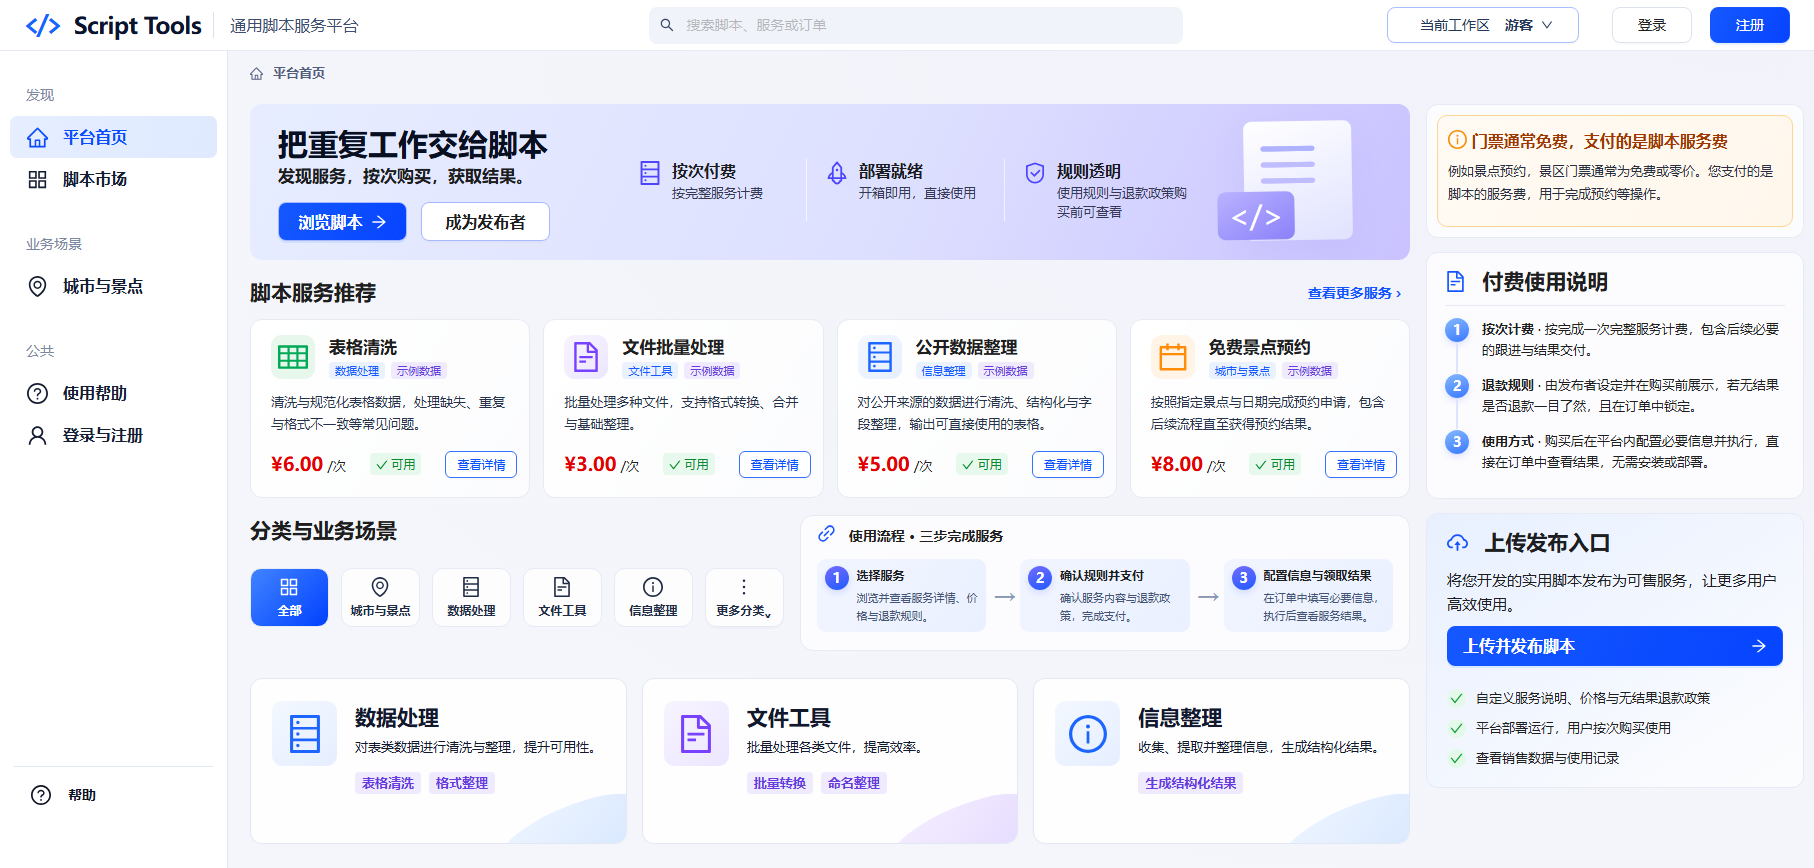 </> Script Tools
通用脚本服务平台
搜索脚本、服务或订单
当前工作区 游客
登录
注册
发现
平台首页
脚本市场
业务场景
城市与景点
公共
使用帮助
登录与注册
帮助
平台首页
把重复工作交给脚本
发现服务，按次购买，获取结果。
浏览脚本 →
成为发布者
按次付费
按完整服务计费
部署就绪
开箱即用，直接使用
规则透明
使用规则与退款政策购
买前可查看
</>
脚本服务推荐
查看更多服务 ›
表格清洗
数据处理 示例数据
清洗与规范化表格数据，处理缺失、重复
与格式不一致等常见问题。
¥6.00 /次 可用 查看详情
文件批量处理
文件工具 示例数据
批量处理多种文件，支持格式转换、合并
与基础整理。
¥3.00 /次 可用 查看详情
公开数据整理
信息整理 示例数据
对公开来源的数据进行清洗、结构化与字
段整理，输出可直接使用的表格。
¥5.00 /次 可用 查看详情
免费景点预约
城市与景点 示例数据
按照指定景点与日期完成预约申请，包含
后续流程直至获得预约结果。
¥8.00 /次 可用 查看详情
分类与业务场景
全部
城市与景点
数据处理
文件工具
信息整理
更多分类
使用流程 • 三步完成服务
1 选择服务
浏览并查看服务详情、价
格与退款规则。
2 确认规则并支付
确认服务内容与退款政
策，完成支付。
3 配置信息与领取结果
在订单中填写必要信息，
执行后查看服务结果。
数据处理
对表类数据进行清洗与整理，提升可用性。
表格清洗 格式整理
文件工具
批量处理各类文件，提高效率。
批量转换 命名整理
信息整理
收集、提取并整理信息，生成结构化结果。
生成结构化结果
门票通常免费，支付的是脚本服务费
例如景点预约，景区门票通常为免费或零价。您支付的是
脚本的服务费，用于完成预约等操作。
付费使用说明
1 按次计费 · 按完成一次完整服务计费，包含后续必要
的跟进与结果交付。
2 退款规则 · 由发布者设定并在购买前展示，若无结果
是否退款一目了然，且在订单中锁定。
3 使用方式 · 购买后在平台内配置必要信息并执行，直
接在订单中查看结果，无需安装或部署。
上传发布入口
将您开发的实用脚本发布为可售服务，让更多用户
高效使用。
上传并发布脚本 →
自定义服务说明、价格与无结果退款政策
平台部署运行，用户按次购买使用
查看销售数据与使用记录